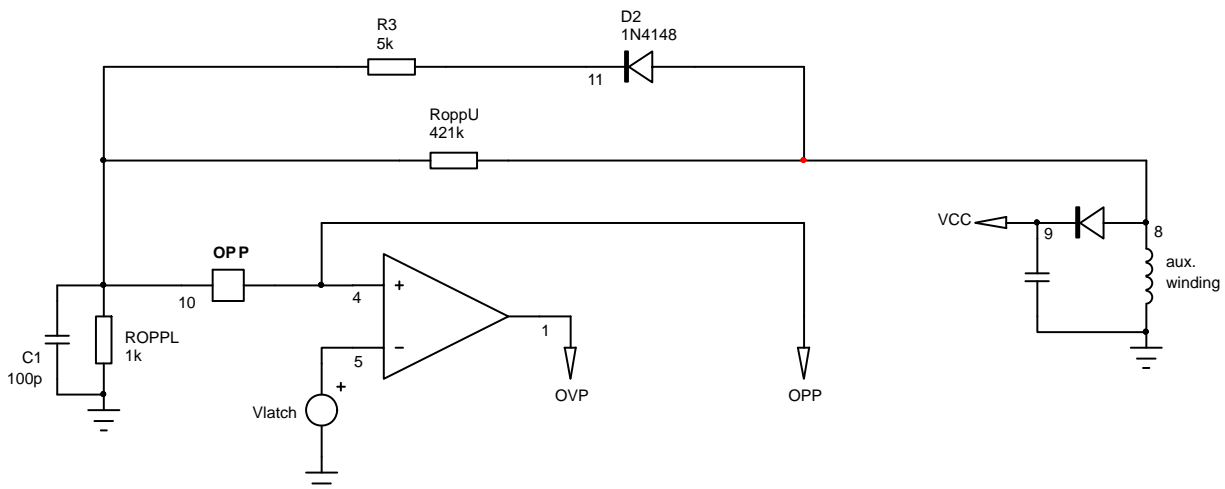 R3
5k
D2
1N4148
11
RoppU
421k
VCC
9
8
OPP
aux.
winding
10
4
+
ROPPL
1k
1
5
−
C1
100p
+
OVP
OPP
Vlatch